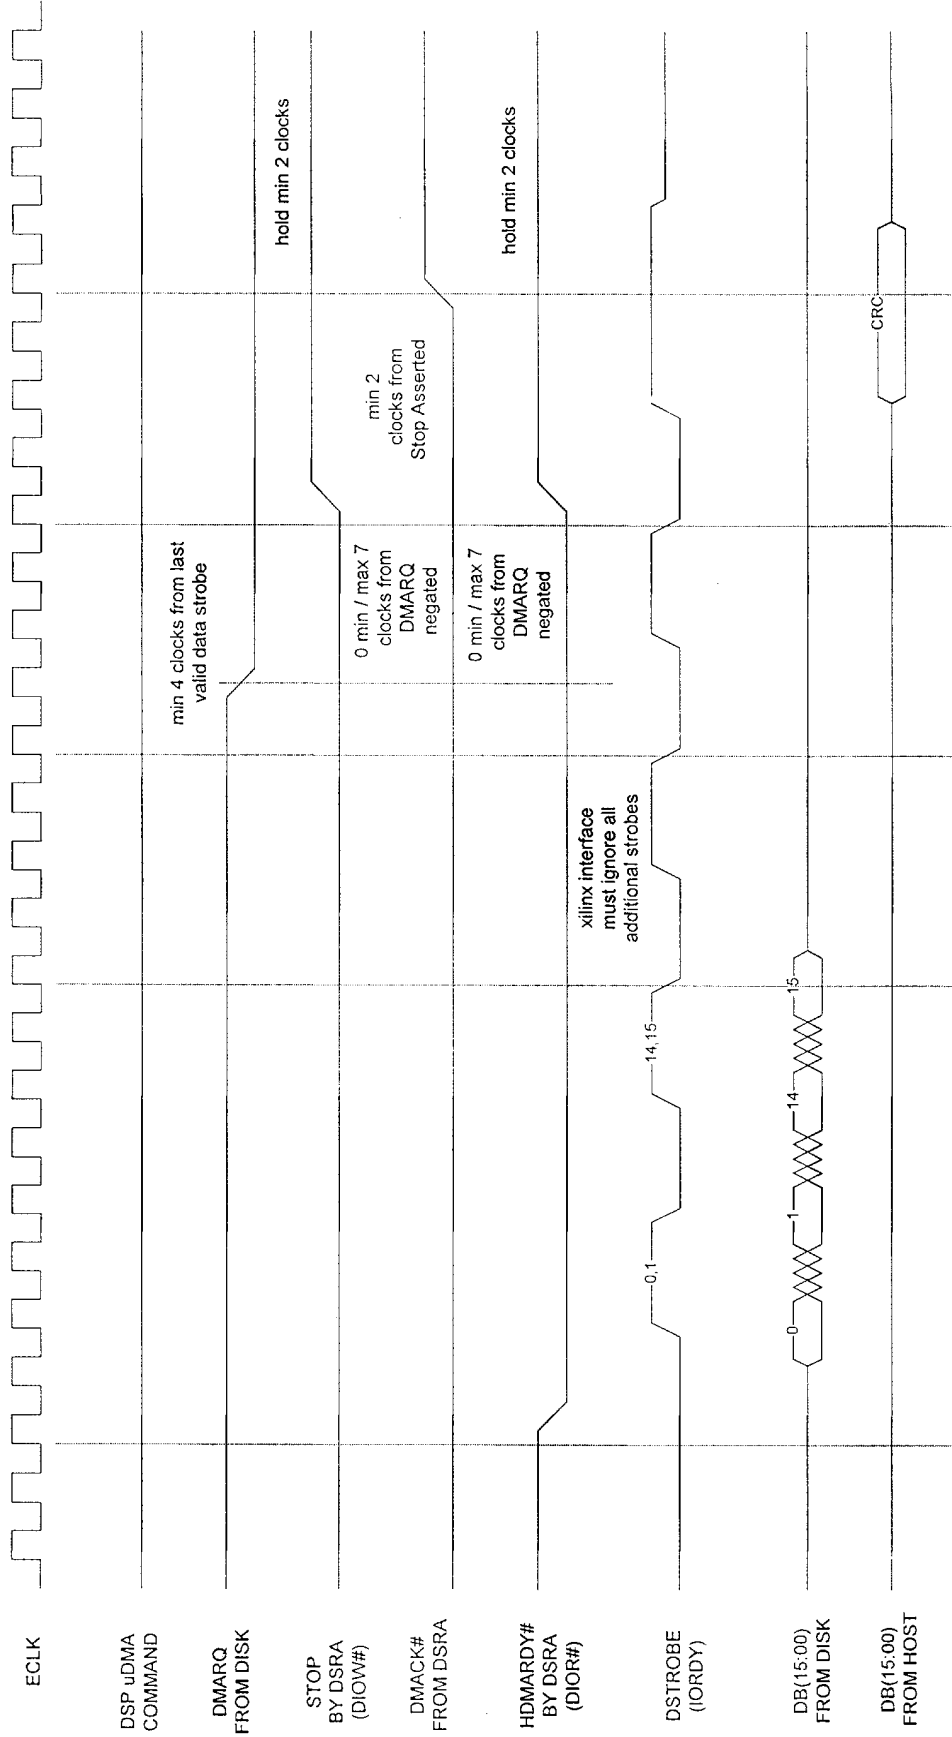 ECLK
DSP uDMA
COMMAND
DMARQ
FROM DISK
min 4 clocks from last
valid data strobe
STOP
BY DSRA
(DIOW#)
hold min 2 clocks
DMACK#
FROM DSRA
0 min / max 7
clocks from
DMARQ
negated
min 2
clocks from
Stop Asserted
HDMARDY#
BY DSRA
(DIOR#)
0 min / max 7
clocks from
DMARQ
negated
hold min 2 clocks
DSTROBE
(IORDY)
0,1
14,15
xilinx interface
must ignore all
additional strobes
DB(15:00)
FROM DISK
0
1
14
15
DB(15:00)
FROM HOST
CRC